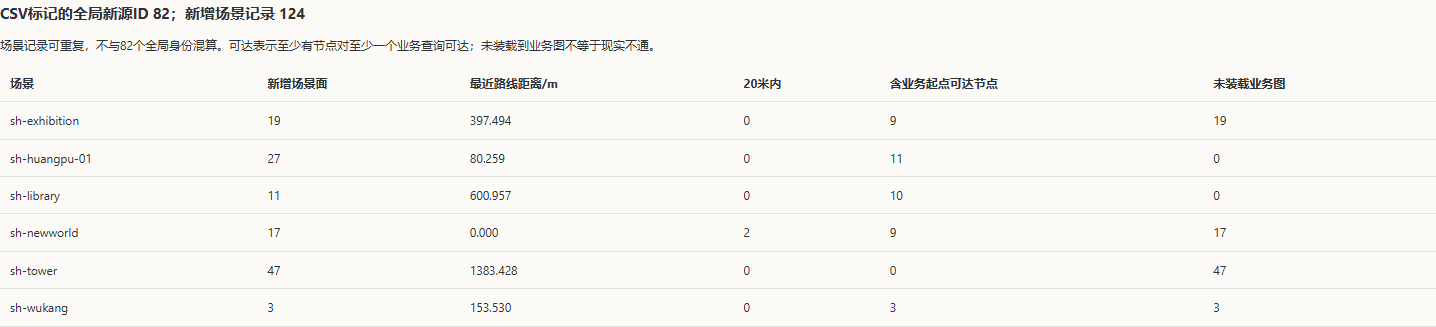 CSV标记的全局新源ID 82；新增场景记录 124
场景记录可重复，不与82个全局身份混算。可达表示至少有节点对至少一个业务查询可达；未装载到业务图不等于现实不通。
场景 新增场景面 最近路线距离/m 20米内 含业务起点可达节点 未装载业务图
sh-exhibition 19 397.494 0 9 19
sh-huangpu-01 27 80.259 0 11 0
sh-library 11 600.957 0 10 0
sh-newworld 17 0.000 2 9 17
sh-tower 47 1383.428 0 0 47
sh-wukang 3 153.530 0 3 3